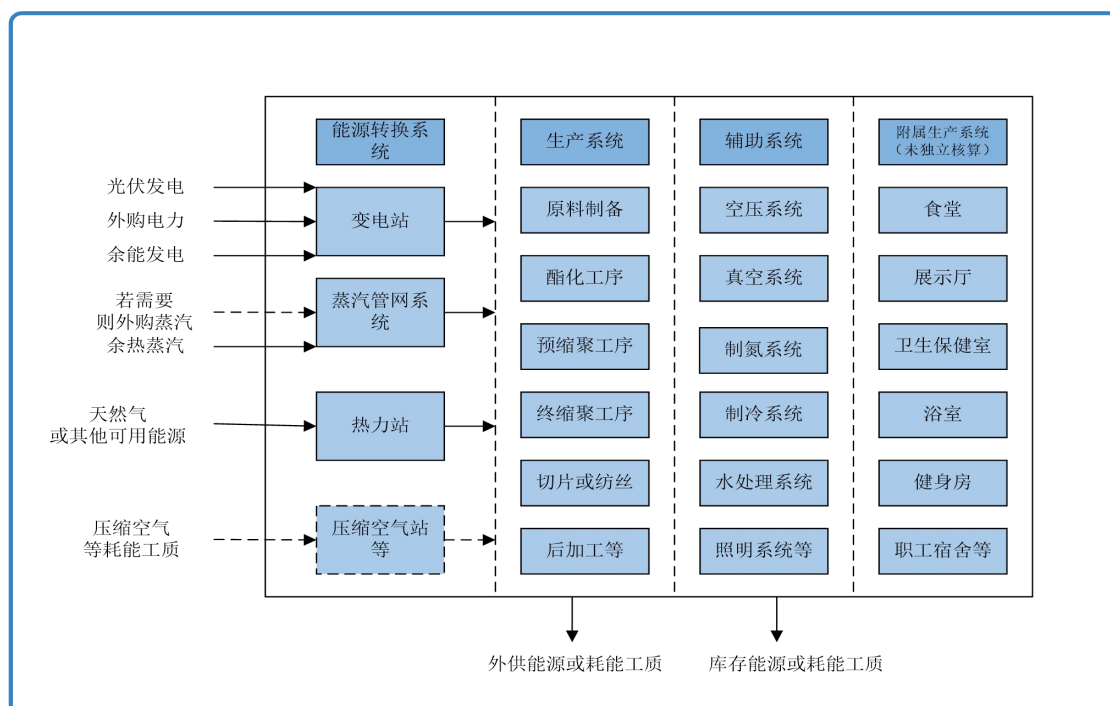 能源转换系
统
生产系统
辅助系统
附属生产系统
（未独立核算）
光伏发电
外购电力
余能发电
变电站
原料制备
空压系统
食堂
若需要
则外购蒸汽
余热蒸汽
蒸汽管网系
统
酯化工序
真空系统
展示厅
预缩聚工序
制氮系统
卫生保健室
天然气
或其他可用能源
热力站
终缩聚工序
制冷系统
浴室
切片或纺丝
水处理系统
健身房
压缩空气
等耗能工质
压缩空气站
等
后加工等
照明系统等
职工宿舍等
外供能源或耗能工质
库存能源或耗能工质